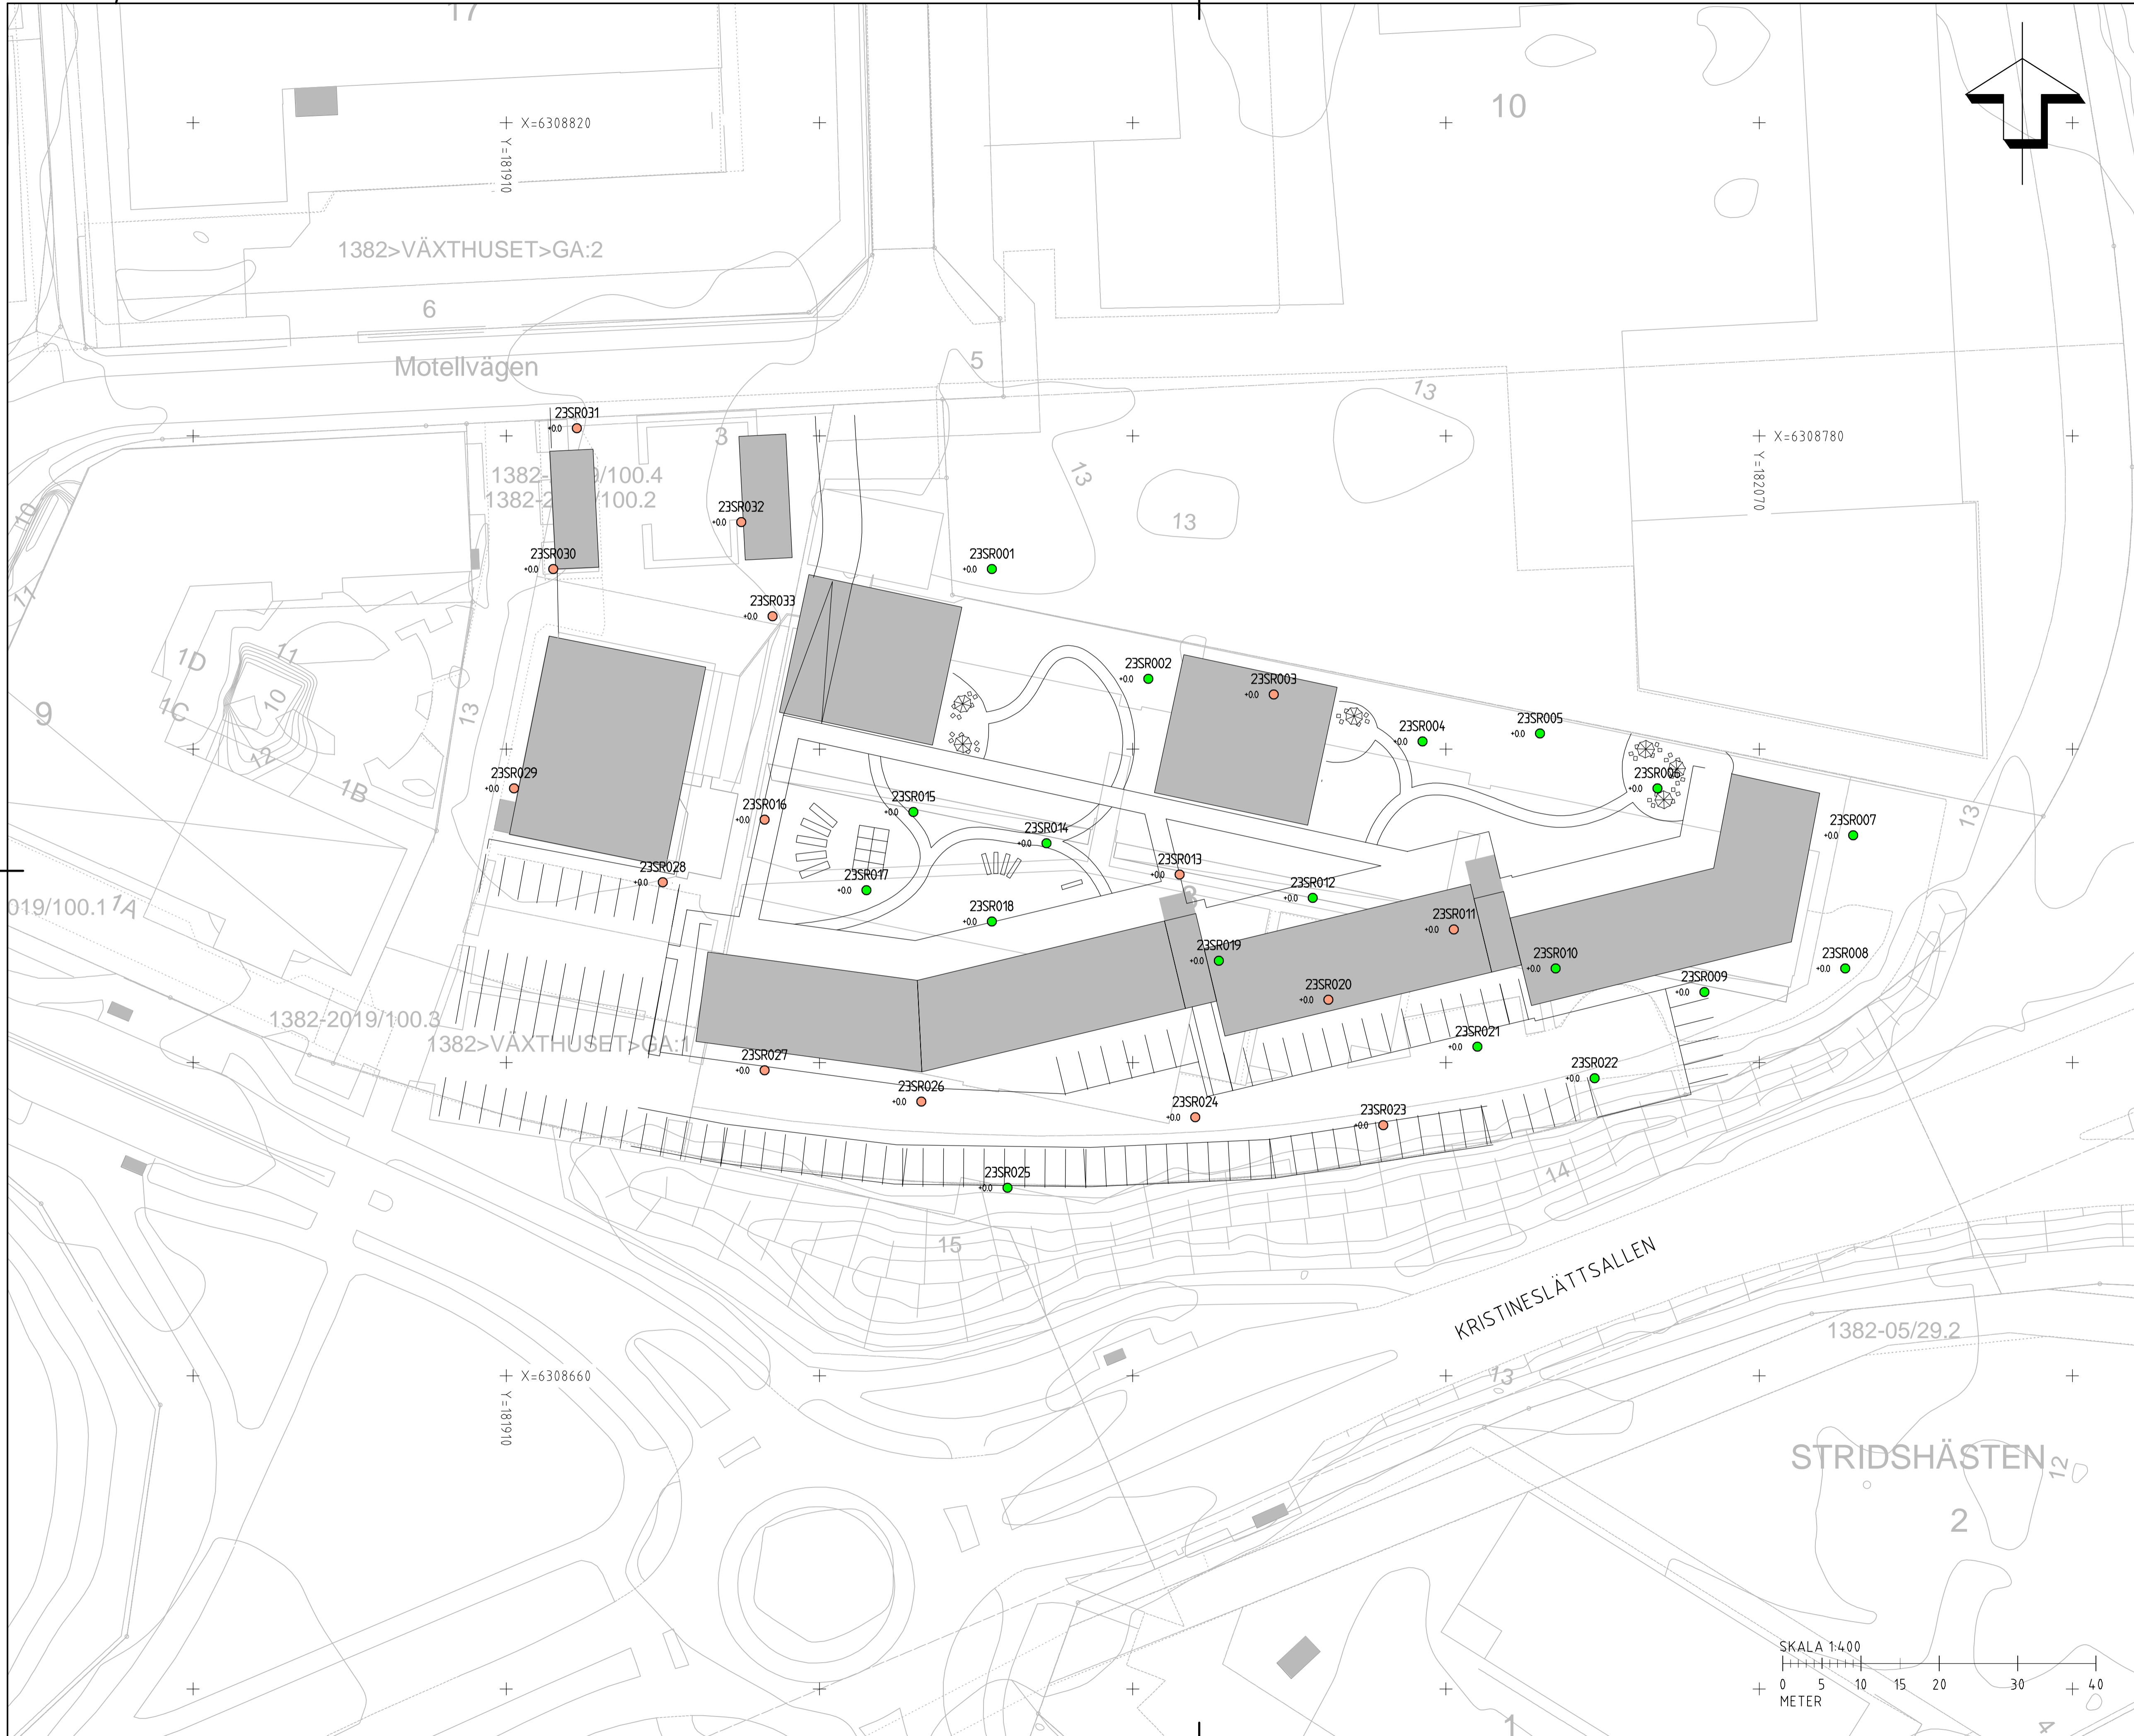 17
10
X=6308820
Y=181910
1382>VÄXTHUSET>GA:2
6
Motellvägen
5
13
23SR031
+0.0
3
X=6308780
Y=182070
1382-
9/100.4
1382-2
/100.2
13
10
13
23SR032
+0.0
23SR030
+0.0
23SR001
+0.0
11
23SR033
+0.0
1D
11
23SR002
+0.0
23SR003
+0.0
10
1C
9
13
12
23SR004
+0.0
23SR005
+0.0
23SR029
+0.0
23SR006
+0.0
1B
23SR015
+0.0
23SR016
+0.0
13
23SR007
+0.0
23SR014
+0.0
23SR028
+0.0
23SR017
+0.0
23SR013
+0.0
23SR012
+0.0
019/100.1
1A
23SR018
+0.0
23SR011
+0.0
23SR019
+0.0
23SR010
+0.0
23SR008
+0.0
23SR009
+0.0
23SR020
+0.0
1382-2019/100.3
1382>VÄXTHUSET>GA:1
23SR021
+0.0
23SR027
+0.0
23SR022
+0.0
23SR026
+0.0
23SR024
+0.0
23SR023
+0.0
23SR025
+0.0
14
15
KRISTINESLÄTTSALLEN
1382-05/29.2
X=6308660
Y=181910
13
STRIDSHÄSTEN
12
2
SKALA 1:400
0 5 10 15 20 30 40
METER
1
4